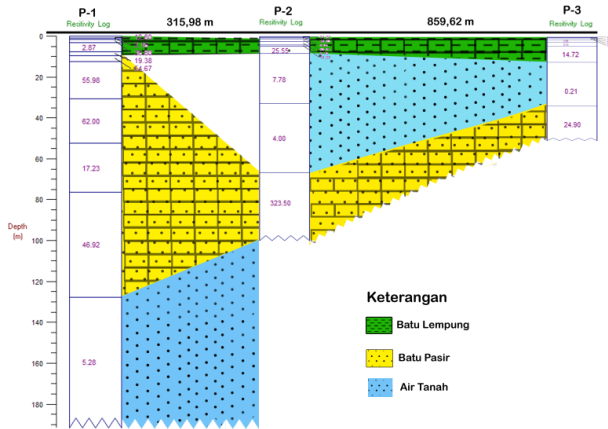 P-1 315,98 m P-2 859,62 m P-3
Resitivity Log Resitivity Log Resitivity Log
0
2.87 25.55 14.72
19.38
20
55.98 7.78 0.21
40
62.00 4.00 24.90
60
17.23
80
323.50
Depth
(m)
100
46.92
120
140
Keterangan
Batu Lempung
160
5.28 Batu Pasir
Air Tanah
180